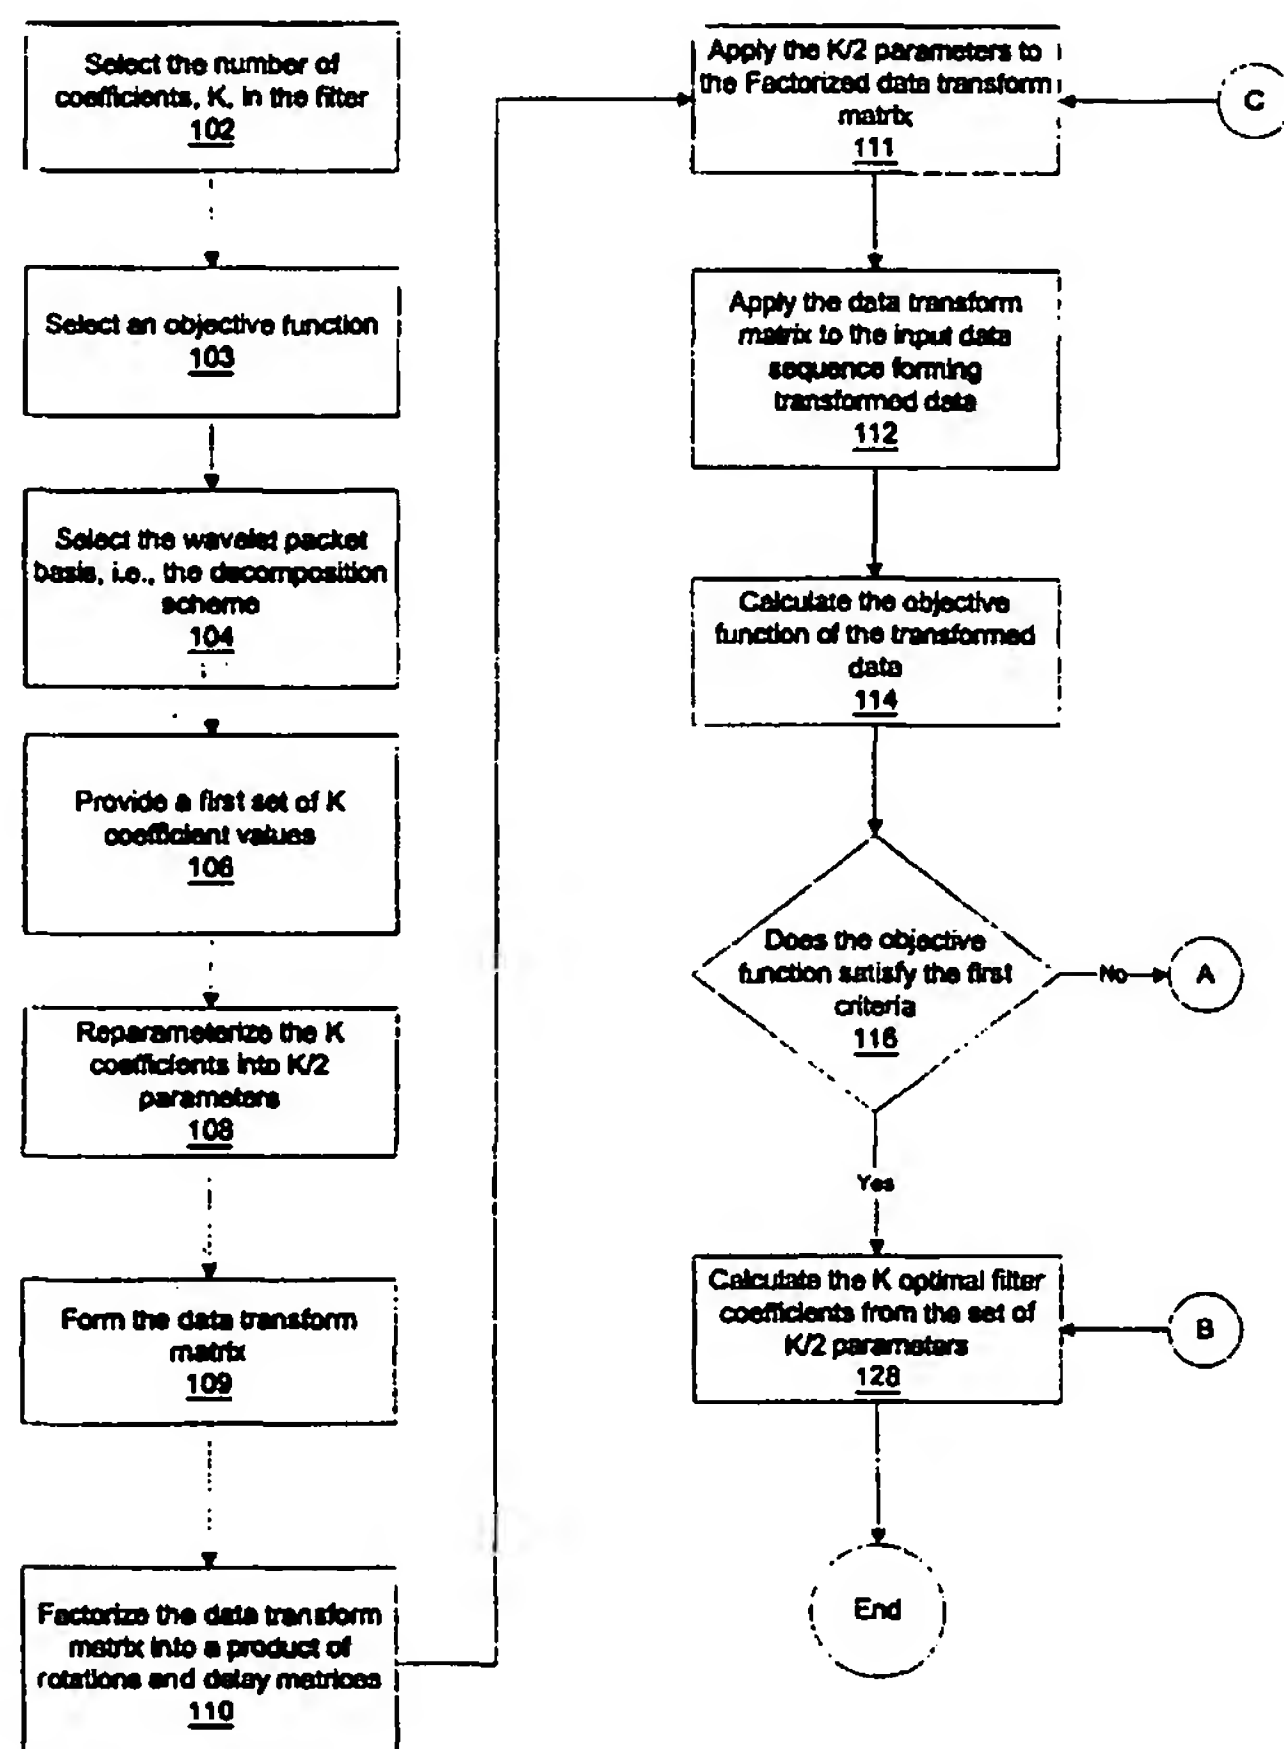 Select the number of
coefficients, K, in the filter
102
Select an objective function
103
Select the wavelet packet
basis, i.e., the decomposition
scheme
104
Provide a first set of K
coefficient values
106
Reparameterize the K
coefficients into K/2
parameters
108
Form the data transform
matrix
109
Factorize the data transform
matrix into a product of
rotations and delay matrices
110
Apply the K/2 parameters to
the Factorized data transform
matrix
111
C
Apply the data transform
matrix to the input data
sequence forming
transformed data
112
Calculate the objective
function of the transformed
data
114
Does the objective
function satisfy the first
criteria
116
No
A
Yes
Calculate the K optimal filter
coefficients from the set of
K/2 parameters
128
B
End